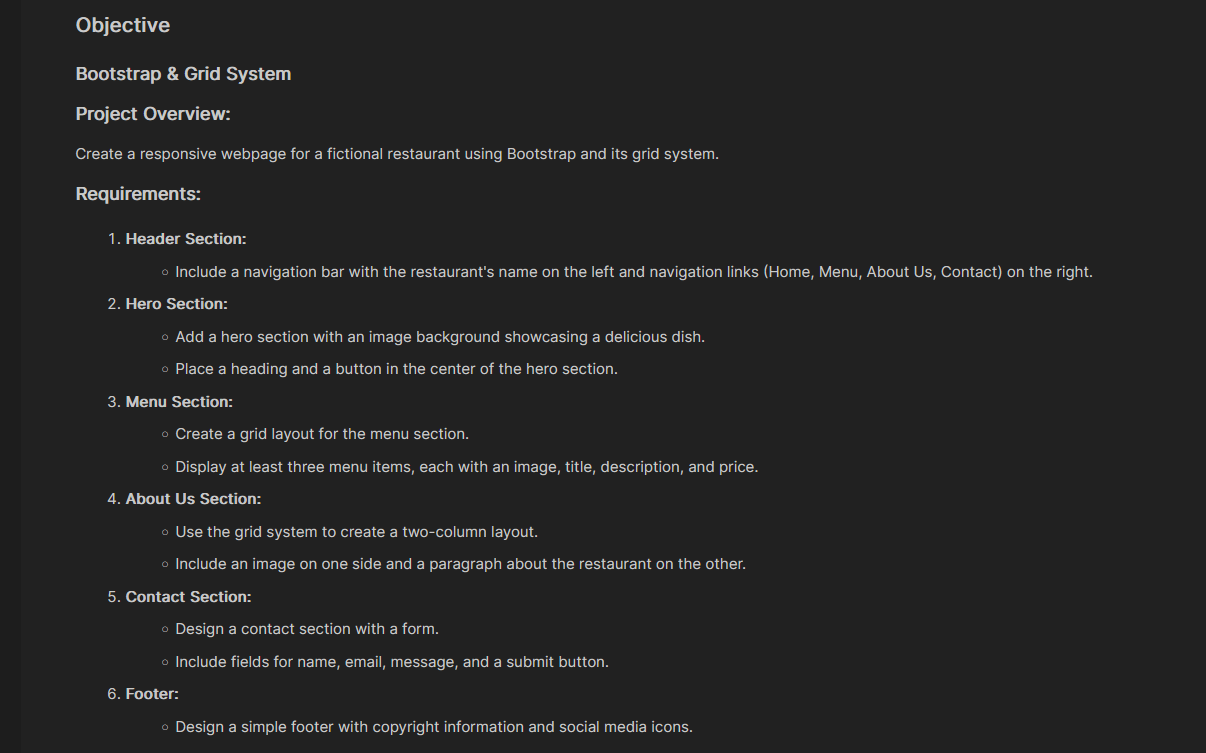 Objective
Bootstrap & Grid System
Project Overview:
Create a responsive webpage for a fictional restaurant using Bootstrap and its grid system.
Requirements:
1. Header Section:
○ Include a navigation bar with the restaurant's name on the left and navigation links (Home, Menu, About Us, Contact) on the right.
2. Hero Section:
○ Add a hero section with an image background showcasing a delicious dish.
○ Place a heading and a button in the center of the hero section.
3. Menu Section:
○ Create a grid layout for the menu section.
○ Display at least three menu items, each with an image, title, description, and price.
4. About Us Section:
○ Use the grid system to create a two-column layout.
○ Include an image on one side and a paragraph about the restaurant on the other.
5. Contact Section:
○ Design a contact section with a form.
○ Include fields for name, email, message, and a submit button.
6. Footer:
○ Design a simple footer with copyright information and social media icons.